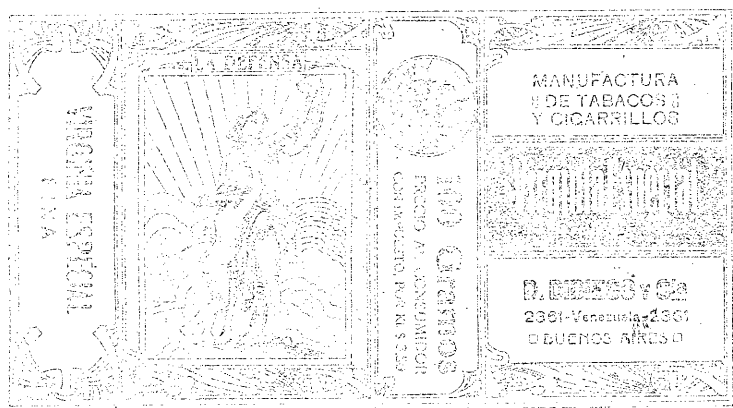 VIRGINIA ESPECIAL
FINA
LA DEFENSA
100 Gramos
PRECIO AL CONSUMIDOR
MANUFACTURA
DE TABACOS
Y CIGARRILLOS
D. DIDIEGO y Cia
2361-Venezuela-2361
BUENOS AIRES